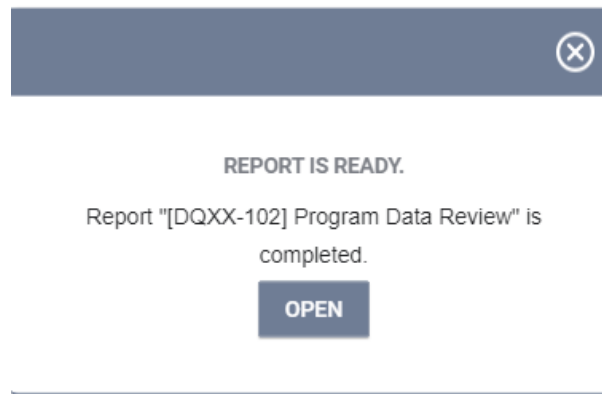 REPORT IS READY.
Report "[DQXX-102] Program Data Review" is
completed.
OPEN